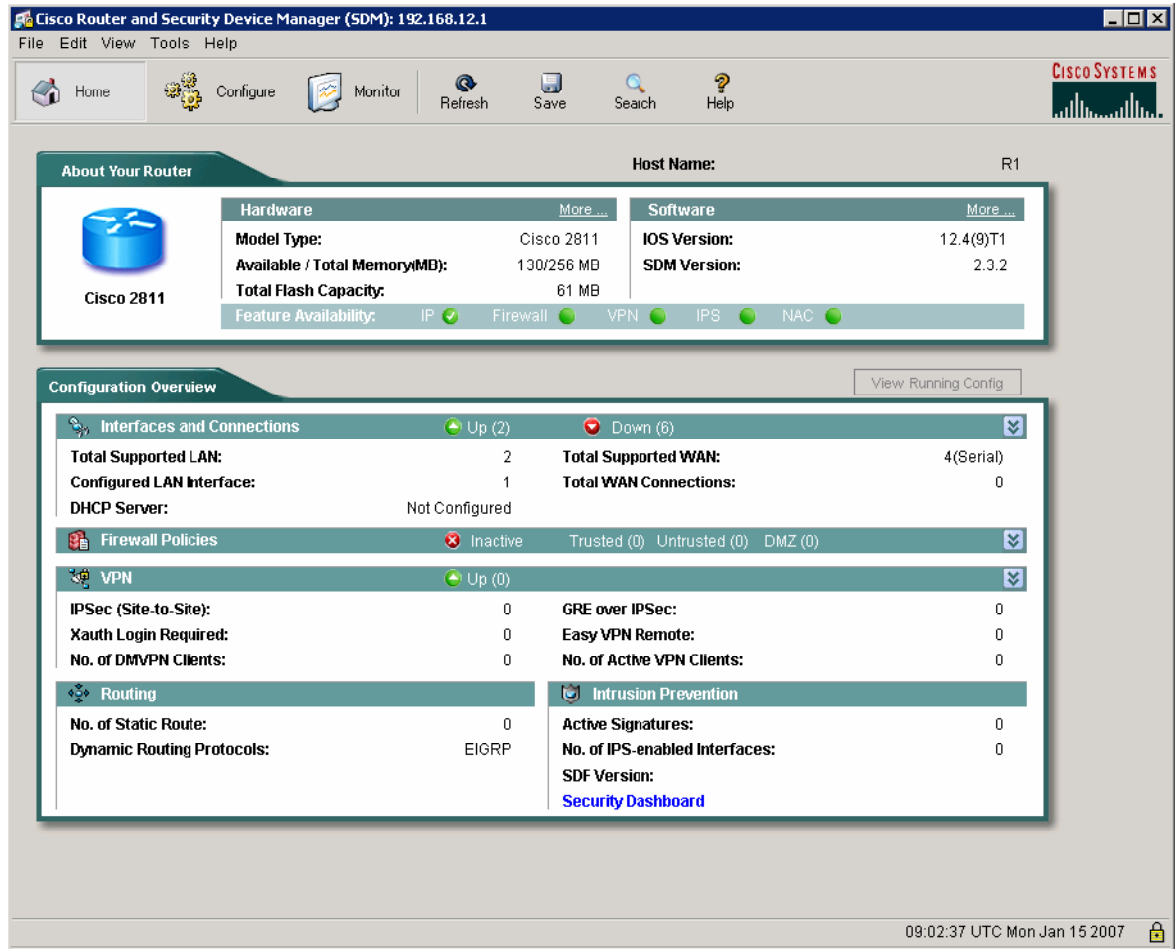 Cisco Router and Security Device Manager (SDM): 192.168.12.1
File Edit View Tools Help
Home Configure Monitor Refresh Save Search Help
CISCO SYSTEMS
About Your Router
Host Name: R1
Hardware More ... Software More ...
Model Type: Cisco 2811 IOS Version: 12.4(9)T1
Available / Total Memory(MB): 130/256 MB SDM Version: 2.3.2
Total Flash Capacity: 61 MB
Cisco 2811
Feature Availability: IP Firewall VPN IPS NAC
Configuration Overview
View Running Config
Interfaces and Connections Up (2) Down (6)
Total Supported LAN: 2 Total Supported WAN: 4(Serial)
Configured LAN Interface: 1 Total WAN Connections: 0
DHCP Server: Not Configured
Firewall Policies Inactive Trusted (0) Untrusted (0) DMZ (0)
VPN Up (0)
IPSec (Site-to-Site): 0 GRE over IPSec: 0
Xauth Login Required: 0 Easy VPN Remote: 0
No. of DMVPN Clients: 0 No. of Active VPN Clients: 0
Routing Intrusion Prevention
No. of Static Route: 0 Active Signatures: 0
Dynamic Routing Protocols: EIGRP No. of IPS-enabled Interfaces: 0
SDF Version:
Security Dashboard
09:02:37 UTC Mon Jan 15 2007